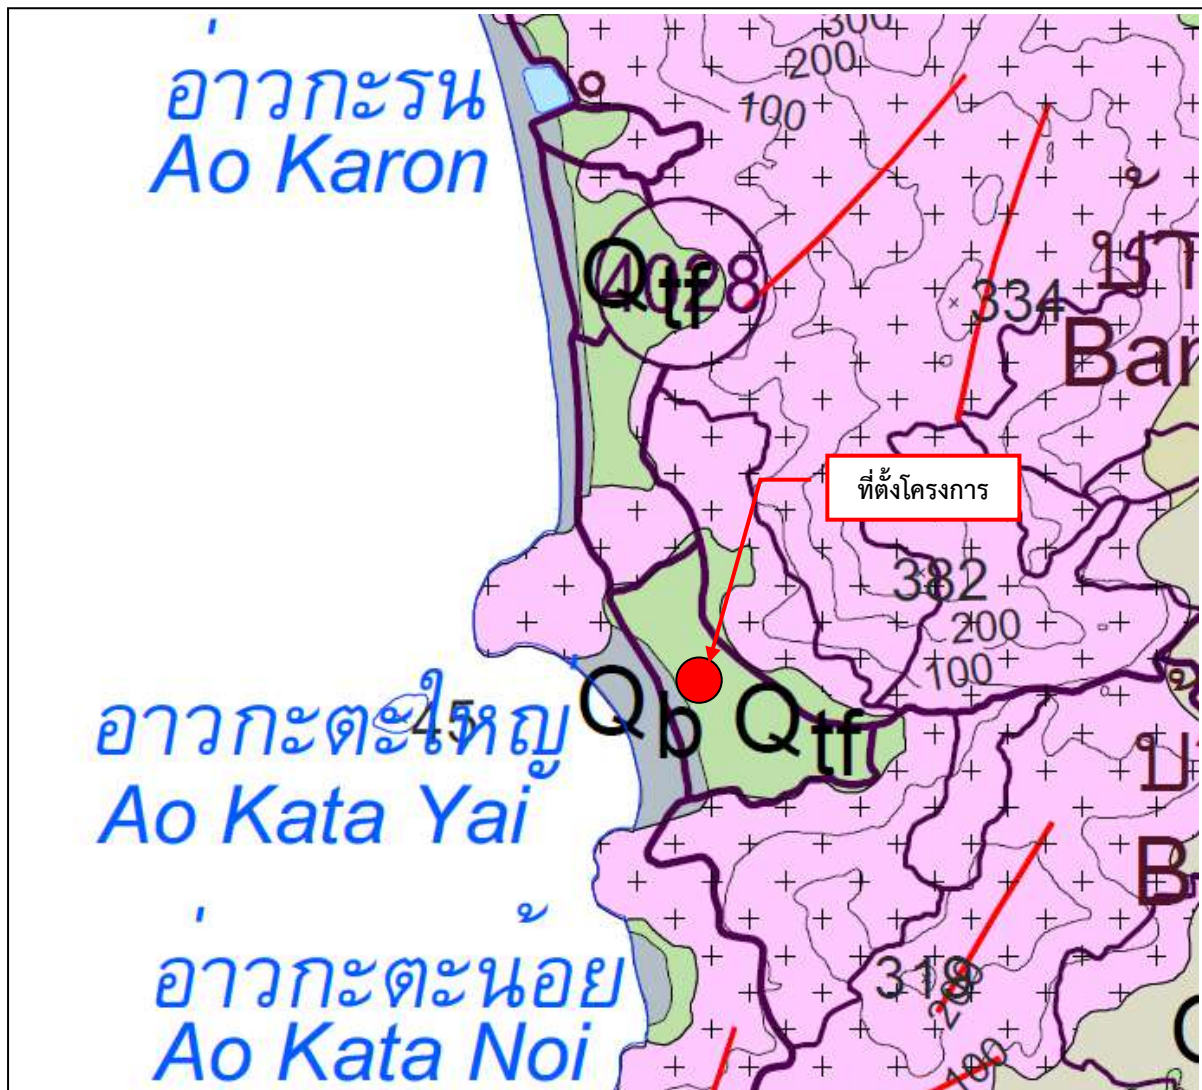 300
200
100
อ่าวกะรน
Ao Karon
4028
Qtf
334
Ban
ที่ตั้งโครงการ
382
200
100
45
อ่าวกะตะใหญ่
Ao Kata Yai
Qb
Qtf
B
อ่าวกะตะน้อย
Ao Kata Noi
200
100